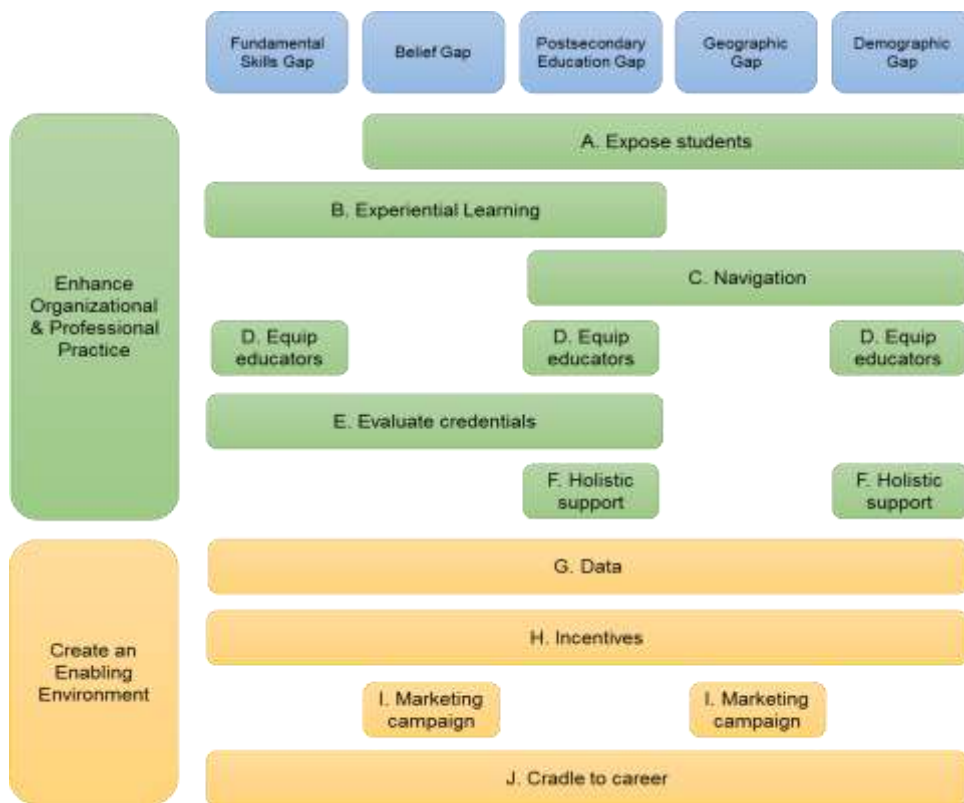 Fundamental
Skills Gap
Belief Gap
Postsecondary
Education Gap
Geographic
Gap
Demographic
Gap
Enhance
Organizational
& Professional
Practice
A. Expose students
B. Experiential Learning
C. Navigation
D. Equip
educators
D. Equip
educators
D. Equip
educators
E. Evaluate credentials
F. Holistic
support
F. Holistic
support
Create an
Enabling
Environment
G. Data
H. Incentives
I. Marketing
campaign
I. Marketing
campaign
J. Cradle to career